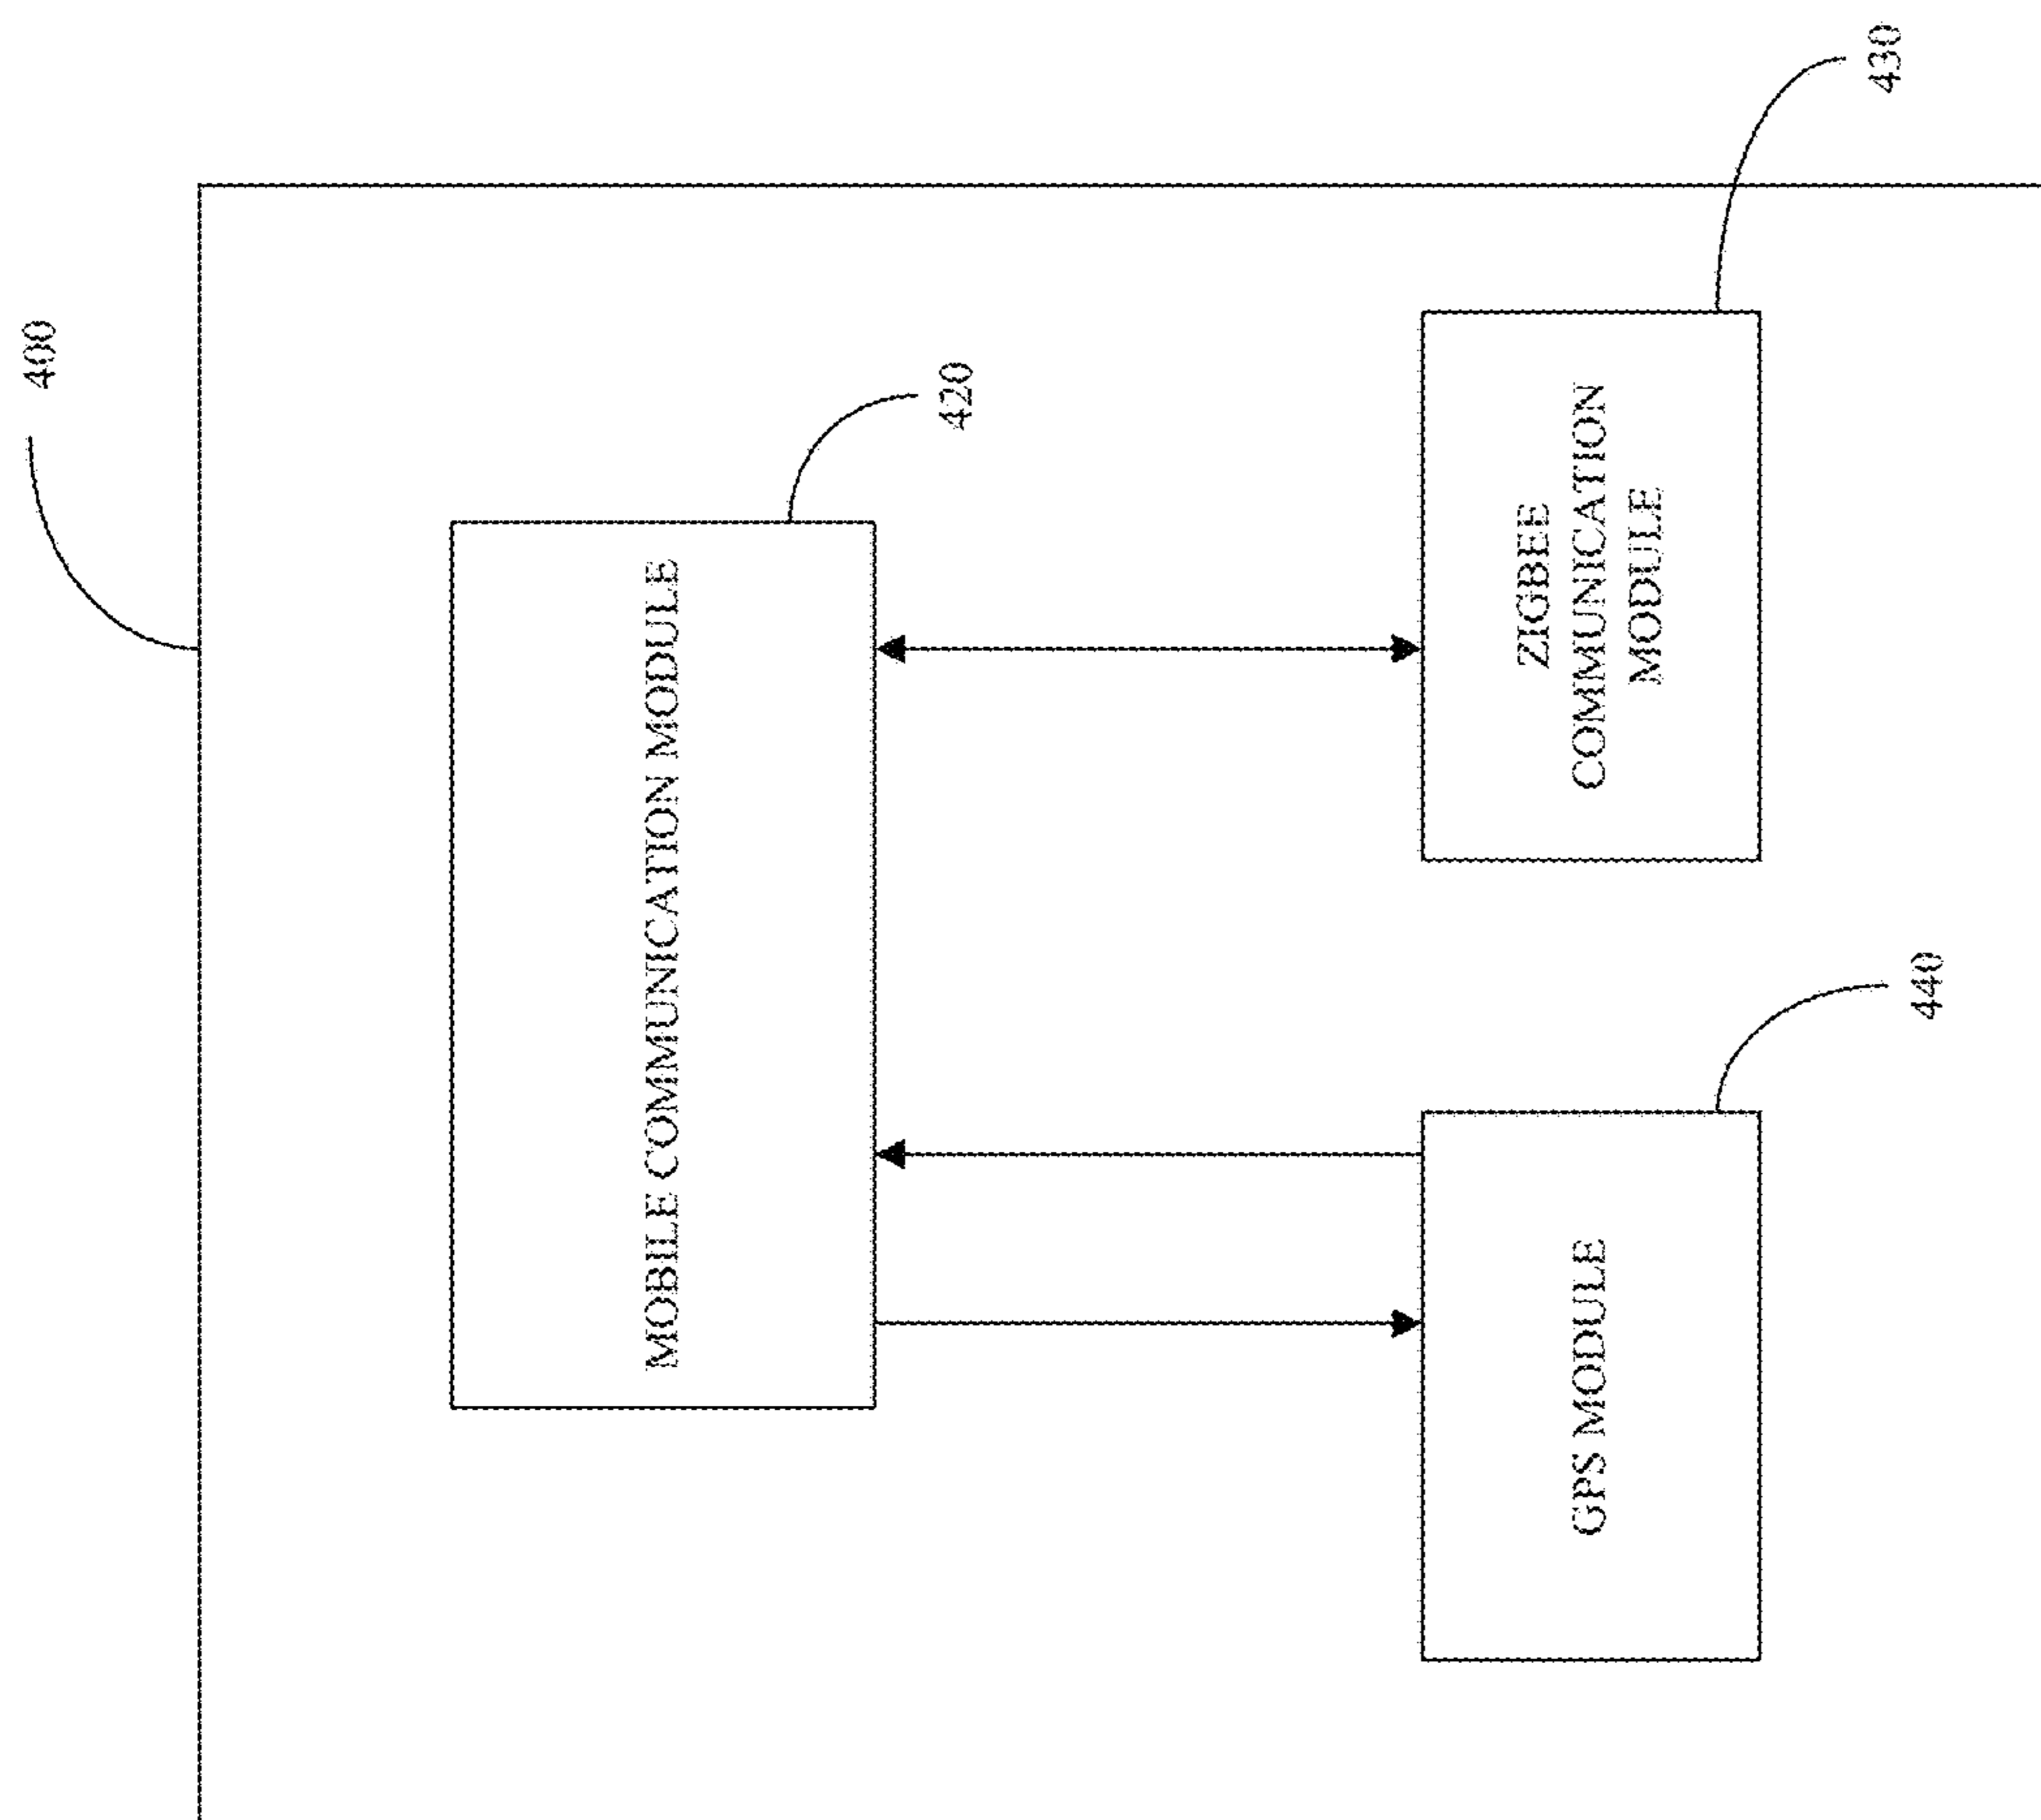 400
MOBILE COMMUNICATION MODULE
420
GPS MODULE
440
ZIGBEE
COMMUNICATION
MODULE
430